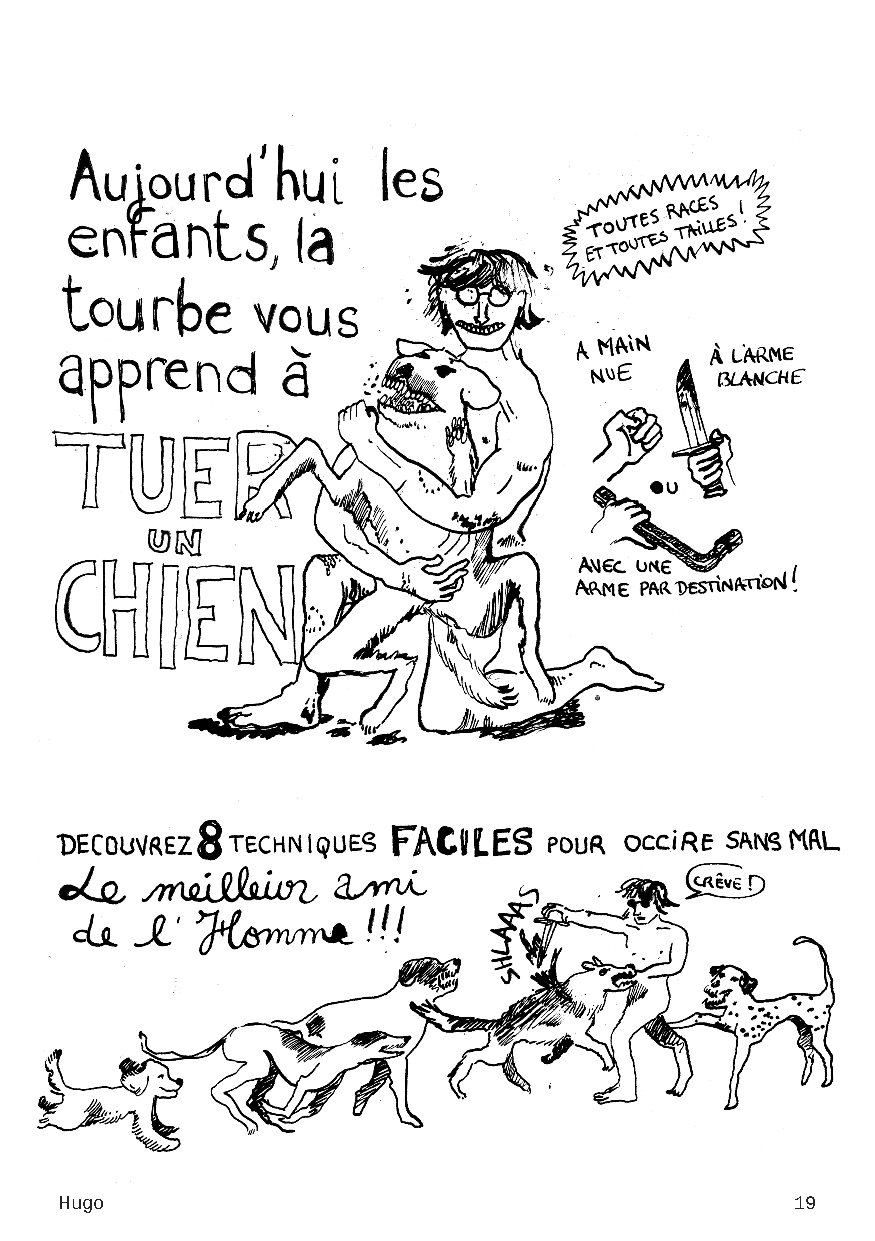 Aujourd'hui les
enfants, la
tourbe vous
apprend à
TUER
UN
CHIEN
TOUTES RACES
ET TOUTES TAILLES !
A MAIN
NUE
À L'ARME
BLANCHE
OU
AVEC UNE
ARME PAR DESTINATION !
DECOUVREZ 8 TECHNIQUES FACILES POUR OCCIRE SANS MAL
Le meilleur ami
de l'Homme !!!
CRÊVE !
SHLAAAS
Hugo
19